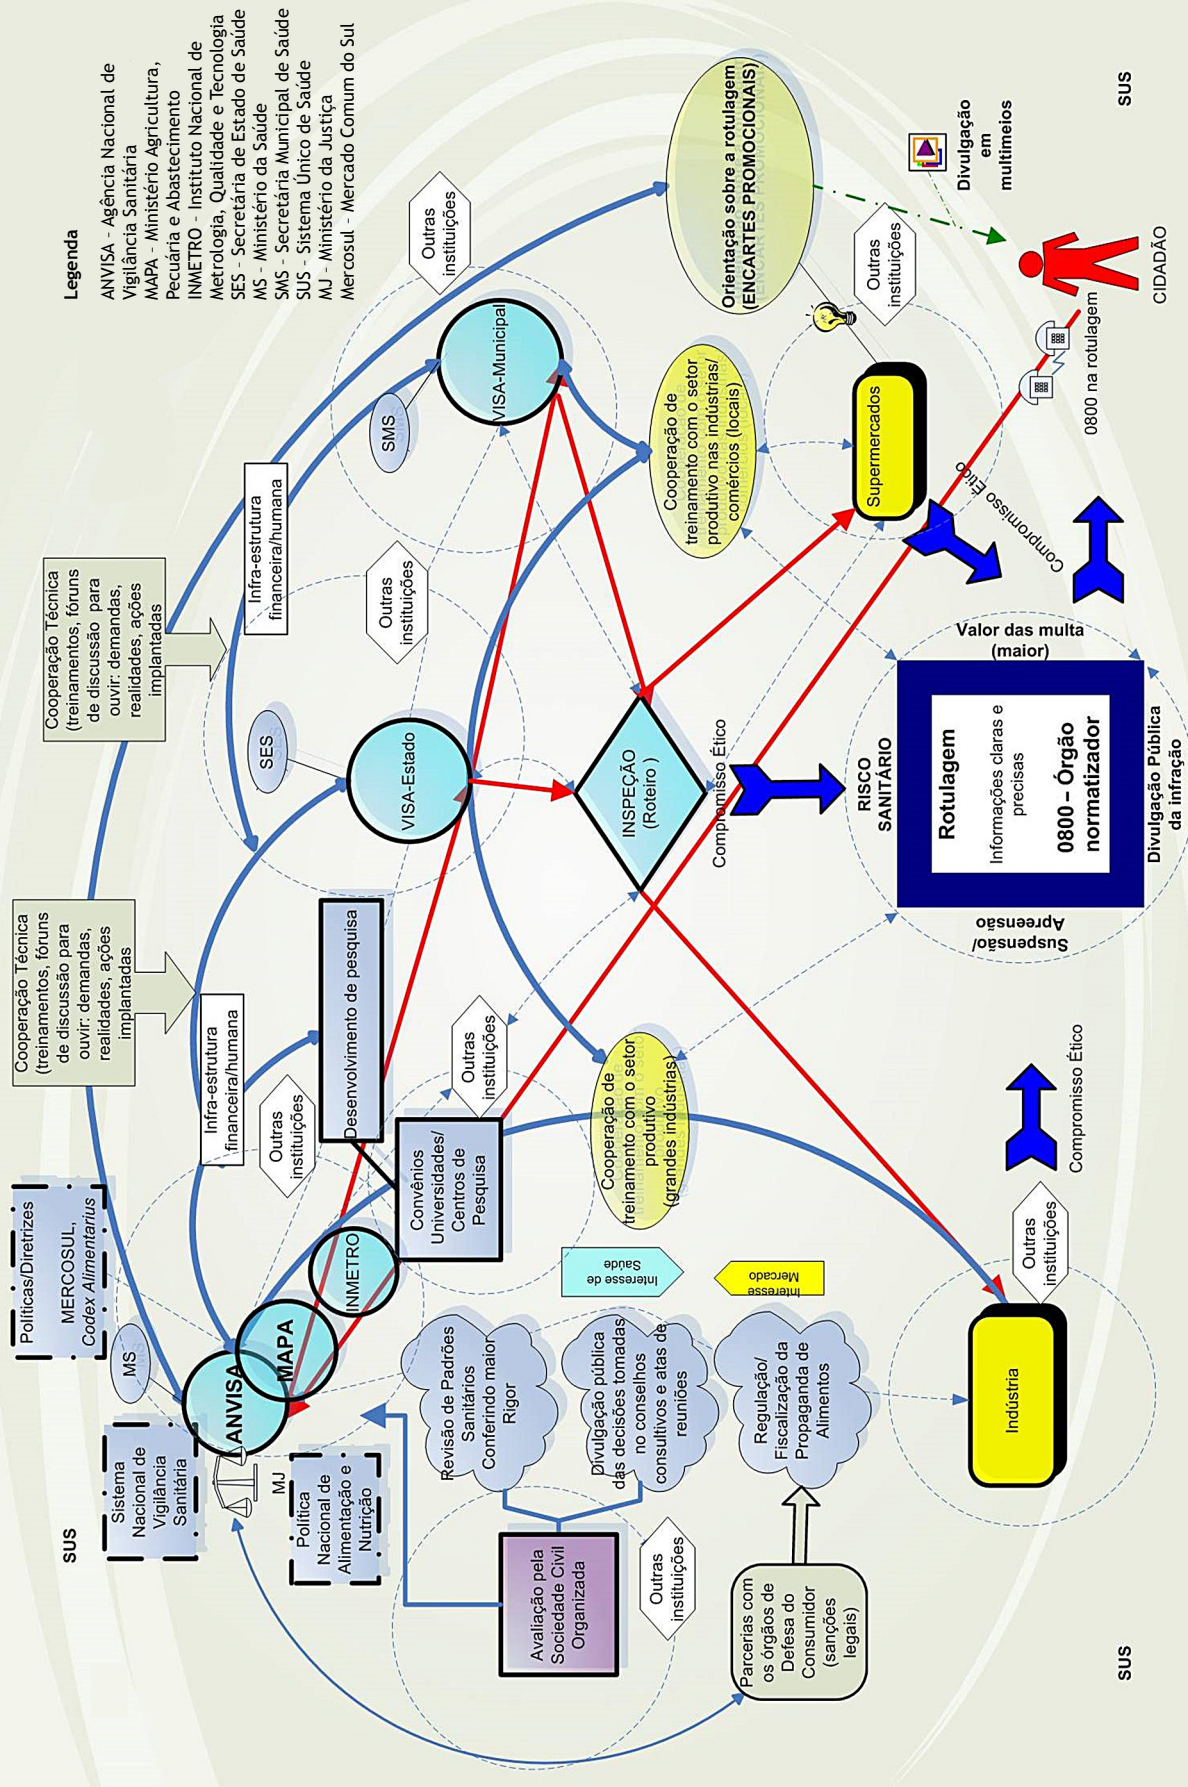 SUS
Políticas/Diretrizes
MERCOSUL,
Codex Alimentarius
Cooperação Técnica
(treinamentos, fóruns
de discussão para
ouvir: demandas,
realidades, ações
implantadas
Cooperação Técnica
(treinamentos, fóruns
de discussão para
ouvir: demandas,
realidades, ações
implantadas
Legenda
ANVISA - Agência Nacional de
Vigilância Sanitária
MAPA - Ministério Agricultura,
Pecuária e Abastecimento
INMETRO - Instituto Nacional de
Metrologia, Qualidade e Tecnologia
SES - Secretária de Estado de Saúde
MS - Ministério da Saúde
SMS - Secretária Municipal de Saúde
SUS - Sistema Único de Saúde
MJ - Ministério da Justiça
Mercosul - Mercado Comum do Sul
Sistema
Nacional de
Vigilância
Sanitária
MS
ANVISA
MAPA
INMETRO
MJ
Política
Nacional de
Alimentação e
Nutrição
Infra-estrutura
financeira/humana
Outras
instituições
Desenvolvimento de pesquisa
SES
VISA-Estado
Infra-estrutura
financeira/humana
Outras
instituições
SMS
VISA-Municipal
Outras
instituições
Revisão de Padrões
Sanitários
Conferindo maior
Rigor
Convênios
Universidades/
Centros de
Pesquisa
Outras
instituições
Avaliação pela
Sociedade Civil
Organizada
Outras
instituições
Divulgação pública
das decisões tomadas
no conselhos
consultivos e atas de
reuniões
Interesse de
Saúde
Interesse
Mercado
Cooperação de
treinamento com o setor
produtivo
(grandes indústrias)
INSPEÇÃO
(Roteiro )
Compromisso Ético
Cooperação de
treinamento com o setor
produtivo nas indústrias/
comércios (locais)
Orientação sobre a rotulagem
(ENCARTES PROMOCIONAIS)
Parcerias com
os órgãos de
Defesa do
Consumidor
(sanções
legais)
Regulação/
Fiscalização da
Propaganda de
Alimentos
Supermercados
Outras
instituições
Divulgação
em
multimeios
Compromisso Ético
RISCO
SANITÁRIO
Suspensão/
Apreensão
Rotulagem
Informações claras e
precisas
0800 – Órgão
normatizador
Valor das multa
(maior)
Divulgação Pública
da infração
Indústria
Outras
instituições
Compromisso Ético
0800 na rotulagem
CIDADÃO
SUS
SUS